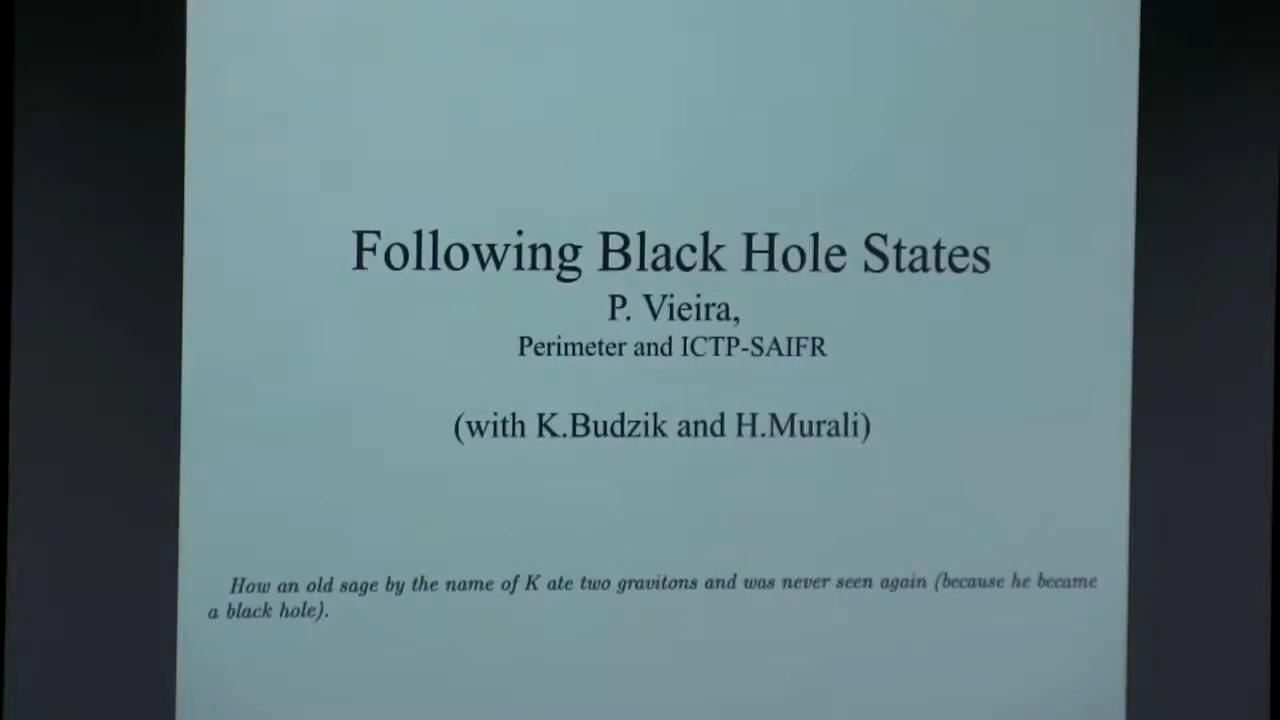 Following Black Hole States
P. Vieira,
Perimeter and ICTP-SAIFR
(with K.Budzik and H.Murali)
How an old sage by the name of K ate two gravitons and was never seen again (because he became
a black hole).